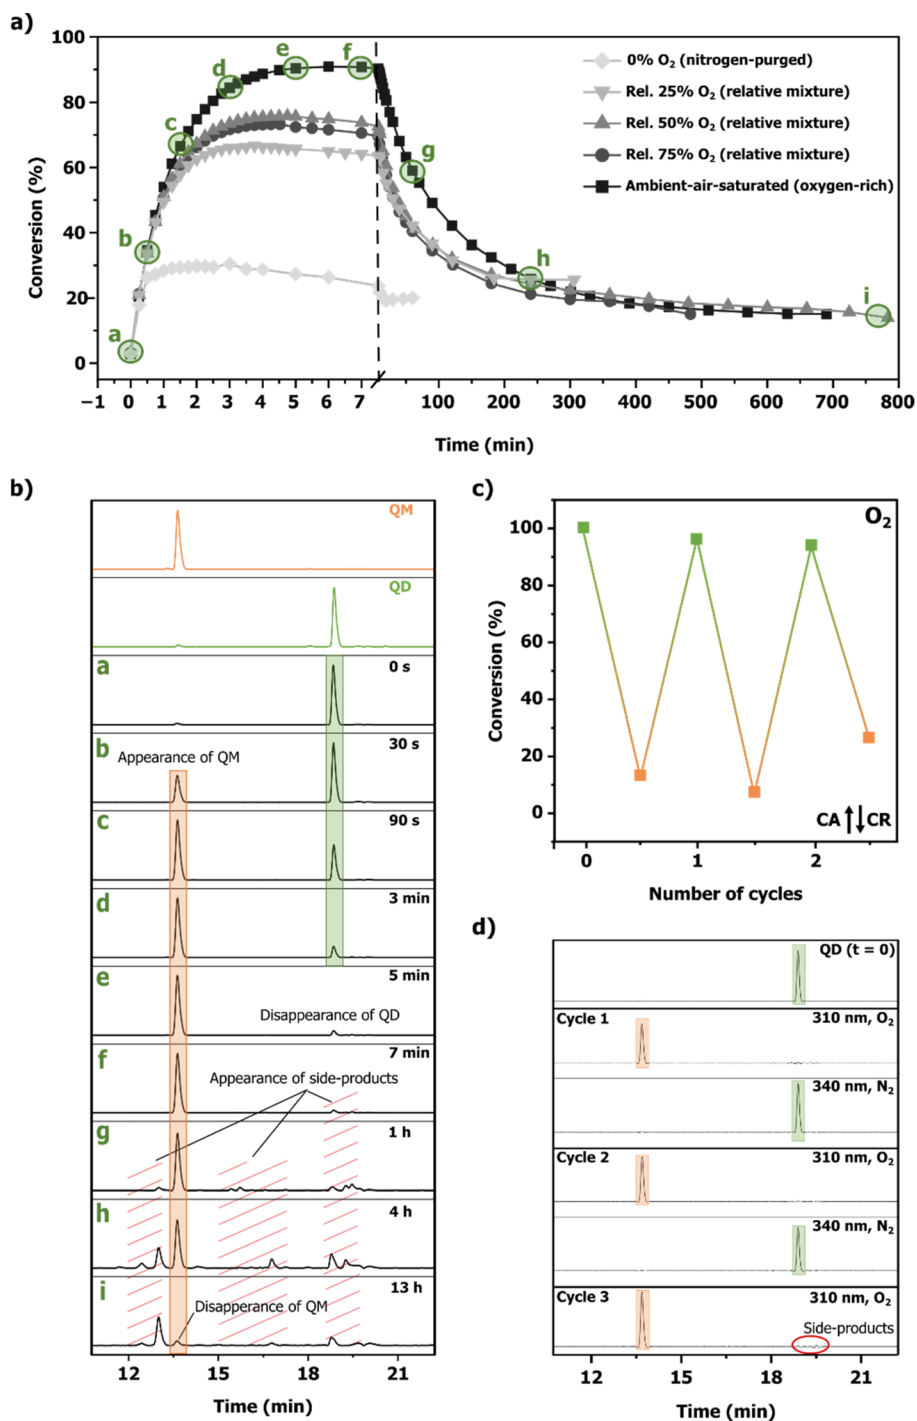 a)
100
80
60
40
20
0
Conversion (%)
a
b
c
d
e
f
g
h
i
0% O₂ (nitrogen-purged)
Rel. 25% O₂ (relative mixture)
Rel. 50% O₂ (relative mixture)
Rel. 75% O₂ (relative mixture)
Ambient-air-saturated (oxygen-rich)
−1 0 1 2 3 4 5 6 7 100 200 300 400 500 600 700 800
Time (min)
b)
QM
QD
a 0 s
b 30 s
Appearance of QM
c 90 s
d 3 min
e 5 min
Disappearance of QD
f 7 min
Appearance of side-products
g 1 h
h 4 h
i 13 h
Disapperance of QM
12 15 18 21
Time (min)
c)
O₂
100
80
60
40
20
0
Conversion (%)
CA CR
0 1 2
Number of cycles
d)
QD (t = 0)
Cycle 1 310 nm, O₂
340 nm, N₂
Cycle 2 310 nm, O₂
340 nm, N₂
Cycle 3 310 nm, O₂
Side-products
12 15 18 21
Time (min)